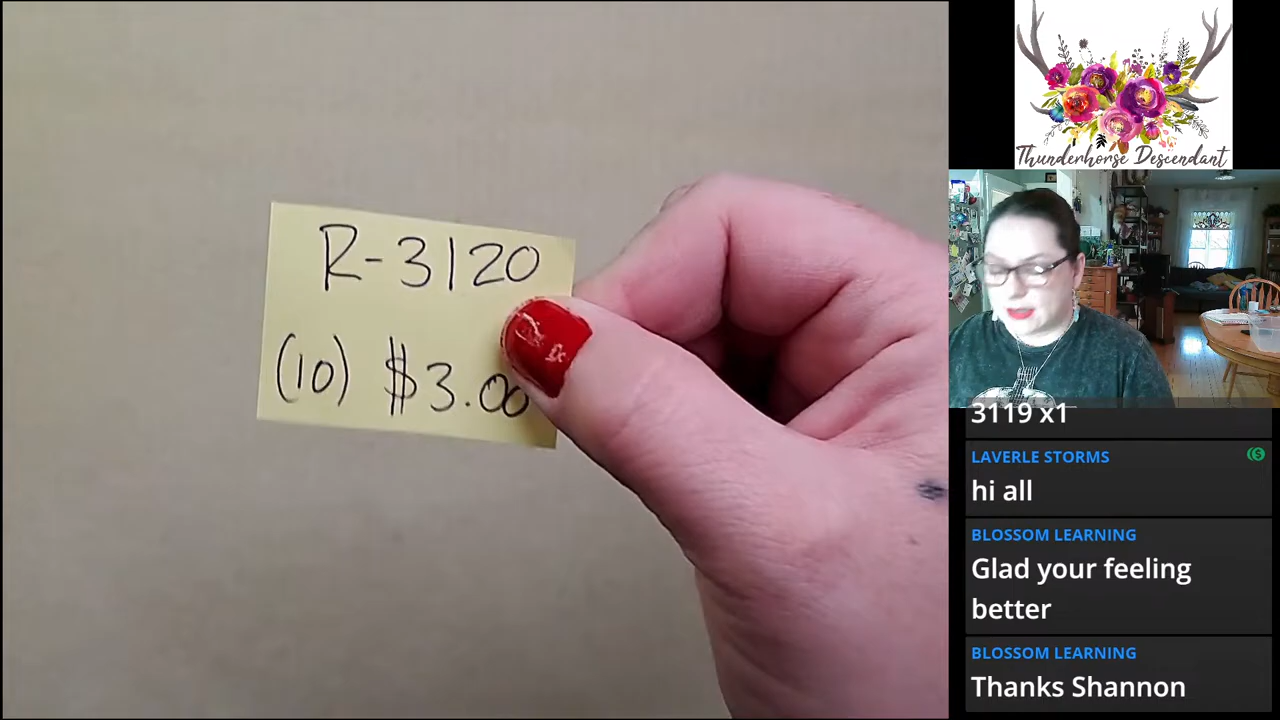 R-3120
(10) $3.00
Thunderhorse Descendant
3119 x1
LAVERLE STORMS
hi all
BLOSSOM LEARNING
Glad your feeling
better
BLOSSOM LEARNING
Thanks Shannon